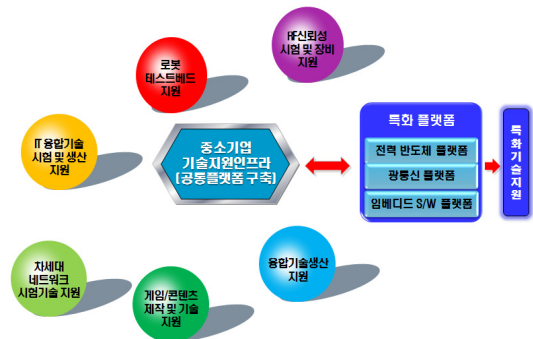 RF신뢰성
시험 및 장비
지원
로봇
테스트베드
지원
IT 융합기술
시험 및 생산
지원
중소기업
기술지원인프라
(공통플랫폼 구축)
특화 플랫폼
전력 반도체 플랫폼
광통신 플랫폼
임베디드 S/W 플랫폼
특화기술지원
차세대
네트워크
시험기술 지원
게임/콘텐츠
제작 및 기술
지원
융합기술생산
지원